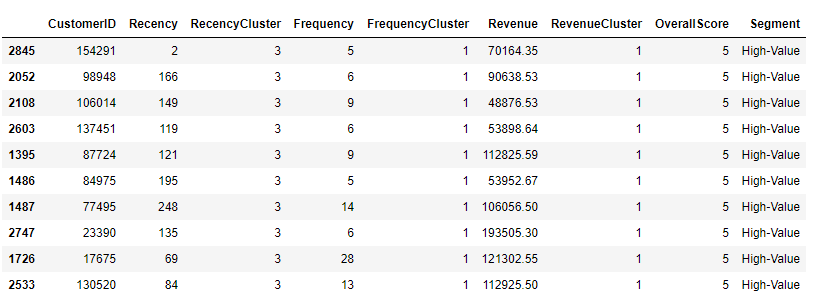 CustomerID Recency RecencyCluster Frequency FrequencyCluster Revenue RevenueCluster OverallScore Segment
2845 154291 2 3 5 1 70164.35 1 5 High-Value
2052 98948 166 3 6 1 90638.53 1 5 High-Value
2108 106014 149 3 9 1 48876.53 1 5 High-Value
2603 137451 119 3 6 1 53898.64 1 5 High-Value
1395 87724 121 3 9 1 112825.59 1 5 High-Value
1486 84975 195 3 5 1 53952.67 1 5 High-Value
1487 77495 248 3 14 1 106056.50 1 5 High-Value
2747 23390 135 3 6 1 193505.30 1 5 High-Value
1726 17675 69 3 28 1 121302.55 1 5 High-Value
2533 130520 84 3 13 1 112925.50 1 5 High-Value